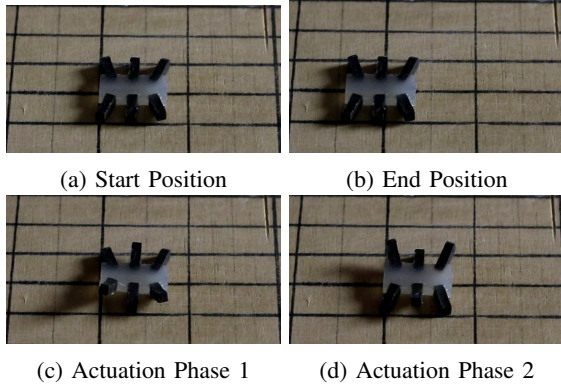 (a) Start Position
(b) End Position
(c) Actuation Phase 1
(d) Actuation Phase 2